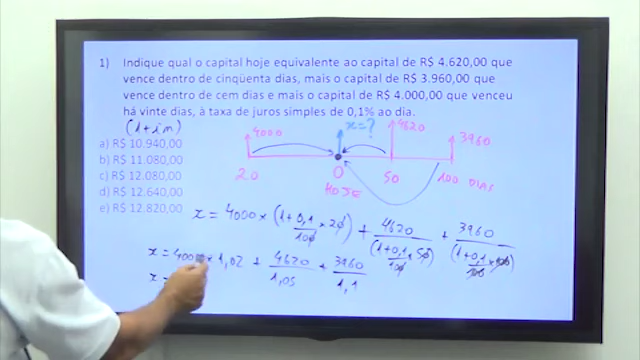 1) Indique qual o capital hoje equivalente ao capital de R$ 4.620,00 que
vence dentro de cinqüenta dias, mais o capital de R$ 3.960,00 que
vence dentro de cem dias e mais o capital de R$ 4.000,00 que venceu
há vinte dias, à taxa de juros simples de 0,1% ao dia.
(1+in)
a) R$ 10.940,00
b) R$ 11.080,00
c) R$ 12.080,00
d) R$ 12.640,00
e) R$ 12.820,00
4000 x=? 4620 3960
20 0 50 100 DIAS
HOJE
x = 4000 × (1+0,1/100 × 20) + 4620/(1+0,1/100 × 50) + 3960/(1+0,1/100 × 100)
x = 4000 × 1,02 + 4620/1,05 + 3960/1,1
x =